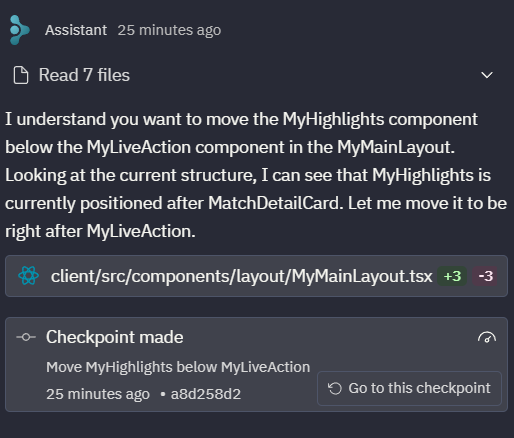 Assistant 25 minutes ago
Read 7 files
I understand you want to move the MyHighlights component
below the MyLiveAction component in the MyMainLayout.
Looking at the current structure, I can see that MyHighlights is
currently positioned after MatchDetailCard. Let me move it to be
right after MyLiveAction.
client/src/components/layout/MyMainLayout.tsx +3 -3
Checkpoint made
Move MyHighlights below MyLiveAction
25 minutes ago • a8d258d2
Go to this checkpoint